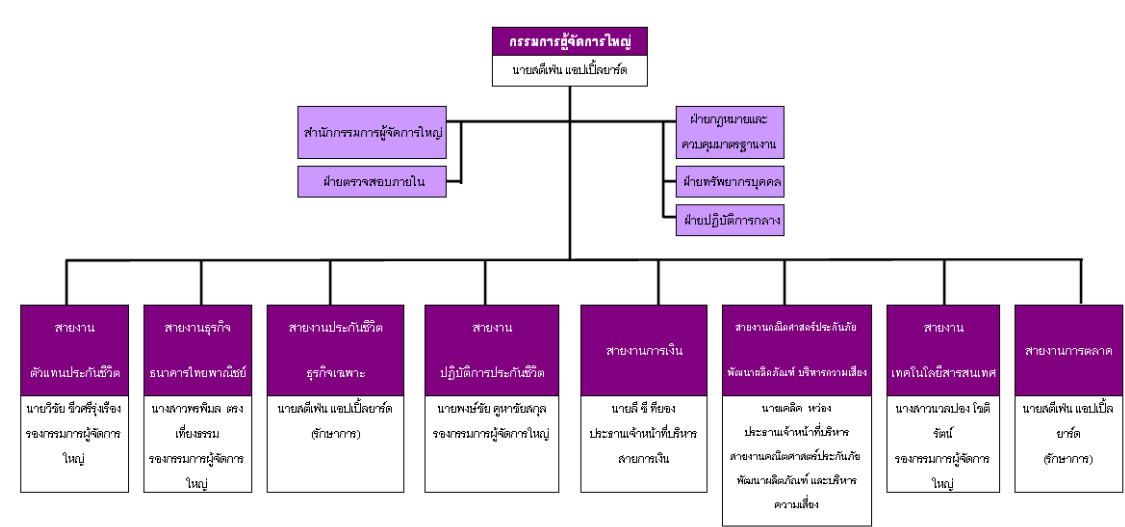 กรรมการผู้จัดการใหญ่
นายสตีเฟ่น แอปเปิ้ลยาร์ด
สำนักกรรมการผู้จัดการใหญ่
ฝ่ายตรวจสอบภายใน
ฝ่ายกฎหมายและ
ควบคุมมาตรฐานงาน
ฝ่ายทรัพยากรบุคคล
ฝ่ายปฏิบัติการกลาง
สายงาน
ตัวแทนประกันชีวิต
นายวิชัย ชีวศรีรุ่งเรือง
รองกรรมการผู้จัดการ
ใหญ่
สายงานธุรกิจ
ธนาคารไทยพาณิชย์
นางสาวพรพิมล ตรง
เที่ยงธรรม
รองกรรมการผู้จัดการ
ใหญ่
สายงานประกันชีวิต
ธุรกิจเฉพาะ
นายสตีเฟ่น แอปเปิ้ลยาร์ด
(รักษาการ)
สายงาน
ปฏิบัติการประกันชีวิต
นายพงษ์ชัย คูหาชัยสกุล
รองกรรมการผู้จัดการใหญ่
สายงานการเงิน
นายลี ซี ทียอง
ประธานเจ้าหน้าที่บริหาร
สายการเงิน
สายงานคณิตศาสตร์ประกันภัย
พัฒนาผลิตภัณฑ์ บริหารความเสี่ยง
นายเคลิค หว่อง
ประธานเจ้าหน้าที่บริหาร
สายงานคณิตศาสตร์ประกันภัย
พัฒนาผลิตภัณฑ์ และบริหาร
ความเสี่ยง
สายงาน
เทคโนโลยีสารสนเทศ
นางสาวนวลปอง โชติ
รัตน์
รองกรรมการผู้จัดการ
ใหญ่
สายงานการตลาด
นายสตีเฟ่น แอปเปิ้ล
ยาร์ด
(รักษาการ)